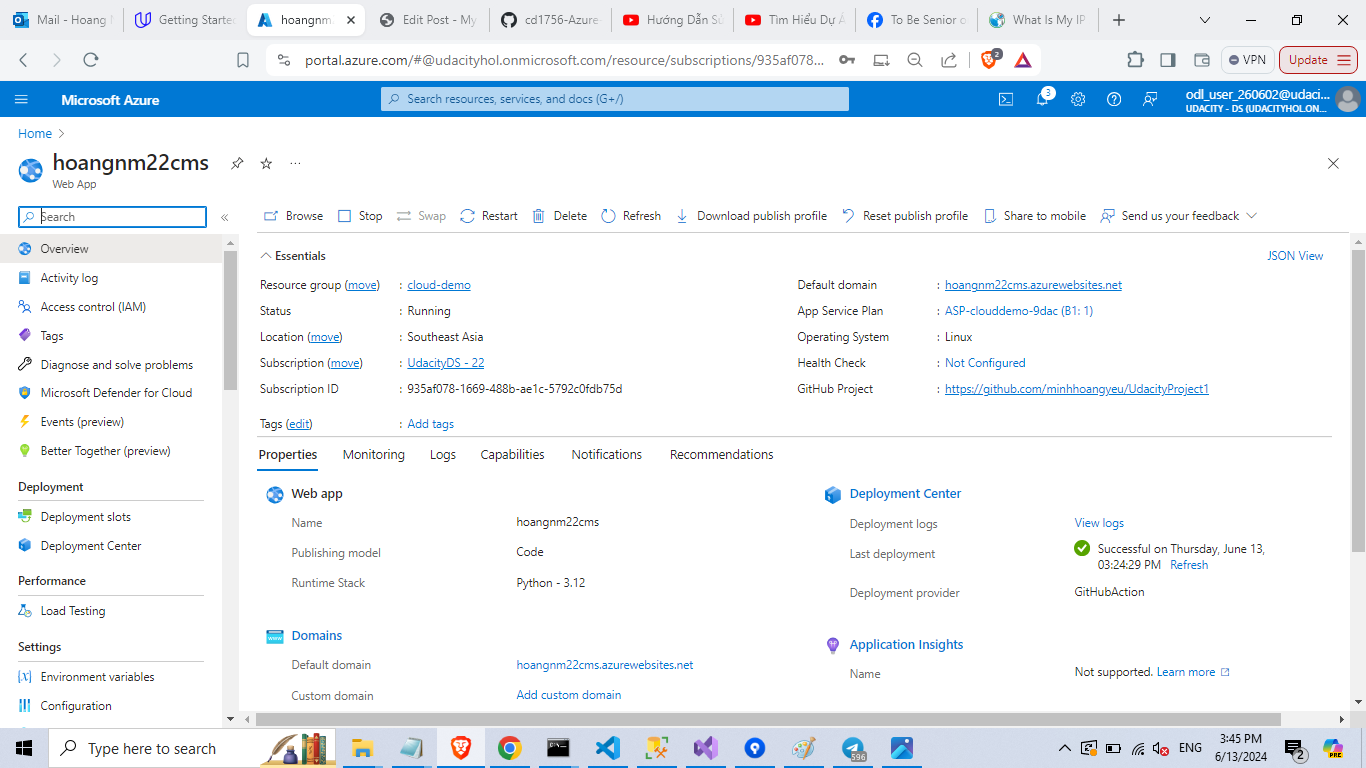 Mail - Hoang N
Getting Starte
hoangnm.
Edit Post - My
cd1756-Azure
Hướng Dẫn Sử
Tìm Hiểu Dự Á
To Be Senior o
What Is My IP
portal.azure.com/#@udacityhol.onmicrosoft.com/resource/subscriptions/935af078...
2
VPN
Update
Microsoft Azure
Search resources, services, and docs (G+/)
3
odl_user_260602@udaci...
UDACITY - DS (UDACITYHOL.ON...
Home
hoangnm22cms
Web App
Search
Browse Stop Swap Restart Delete Refresh Download publish profile Reset publish profile Share to mobile Send us your feedback
Overview
Activity log
Access control (IAM)
Tags
Diagnose and solve problems
Microsoft Defender for Cloud
Events (preview)
Better Together (preview)
Deployment
Deployment slots
Deployment Center
Performance
Load Testing
Settings
Environment variables
Configuration
Essentials
JSON View
Resource group (move) : cloud-demo
Status : Running
Location (move) : Southeast Asia
Subscription (move) : UdacityDS - 22
Subscription ID : 935af078-1669-488b-ae1c-5792c0fdb75d
Tags (edit) : Add tags
Default domain : hoangnm22cms.azurewebsites.net
App Service Plan : ASP-clouddemo-9dac (B1: 1)
Operating System : Linux
Health Check : Not Configured
GitHub Project : https://github.com/minhhoangyeu/UdacityProject1
Properties Monitoring Logs Capabilities Notifications Recommendations
Web app
Name hoangnm22cms
Publishing model Code
Runtime Stack Python - 3.12
Domains
Default domain hoangnm22cms.azurewebsites.net
Custom domain Add custom domain
Deployment Center
Deployment logs View logs
Last deployment Successful on Thursday, June 13,
03:24:29 PM Refresh
Deployment provider GitHubAction
Application Insights
Name Not supported. Learn more
Type here to search
596
ENG
3:45 PM
6/13/2024
2
PRE